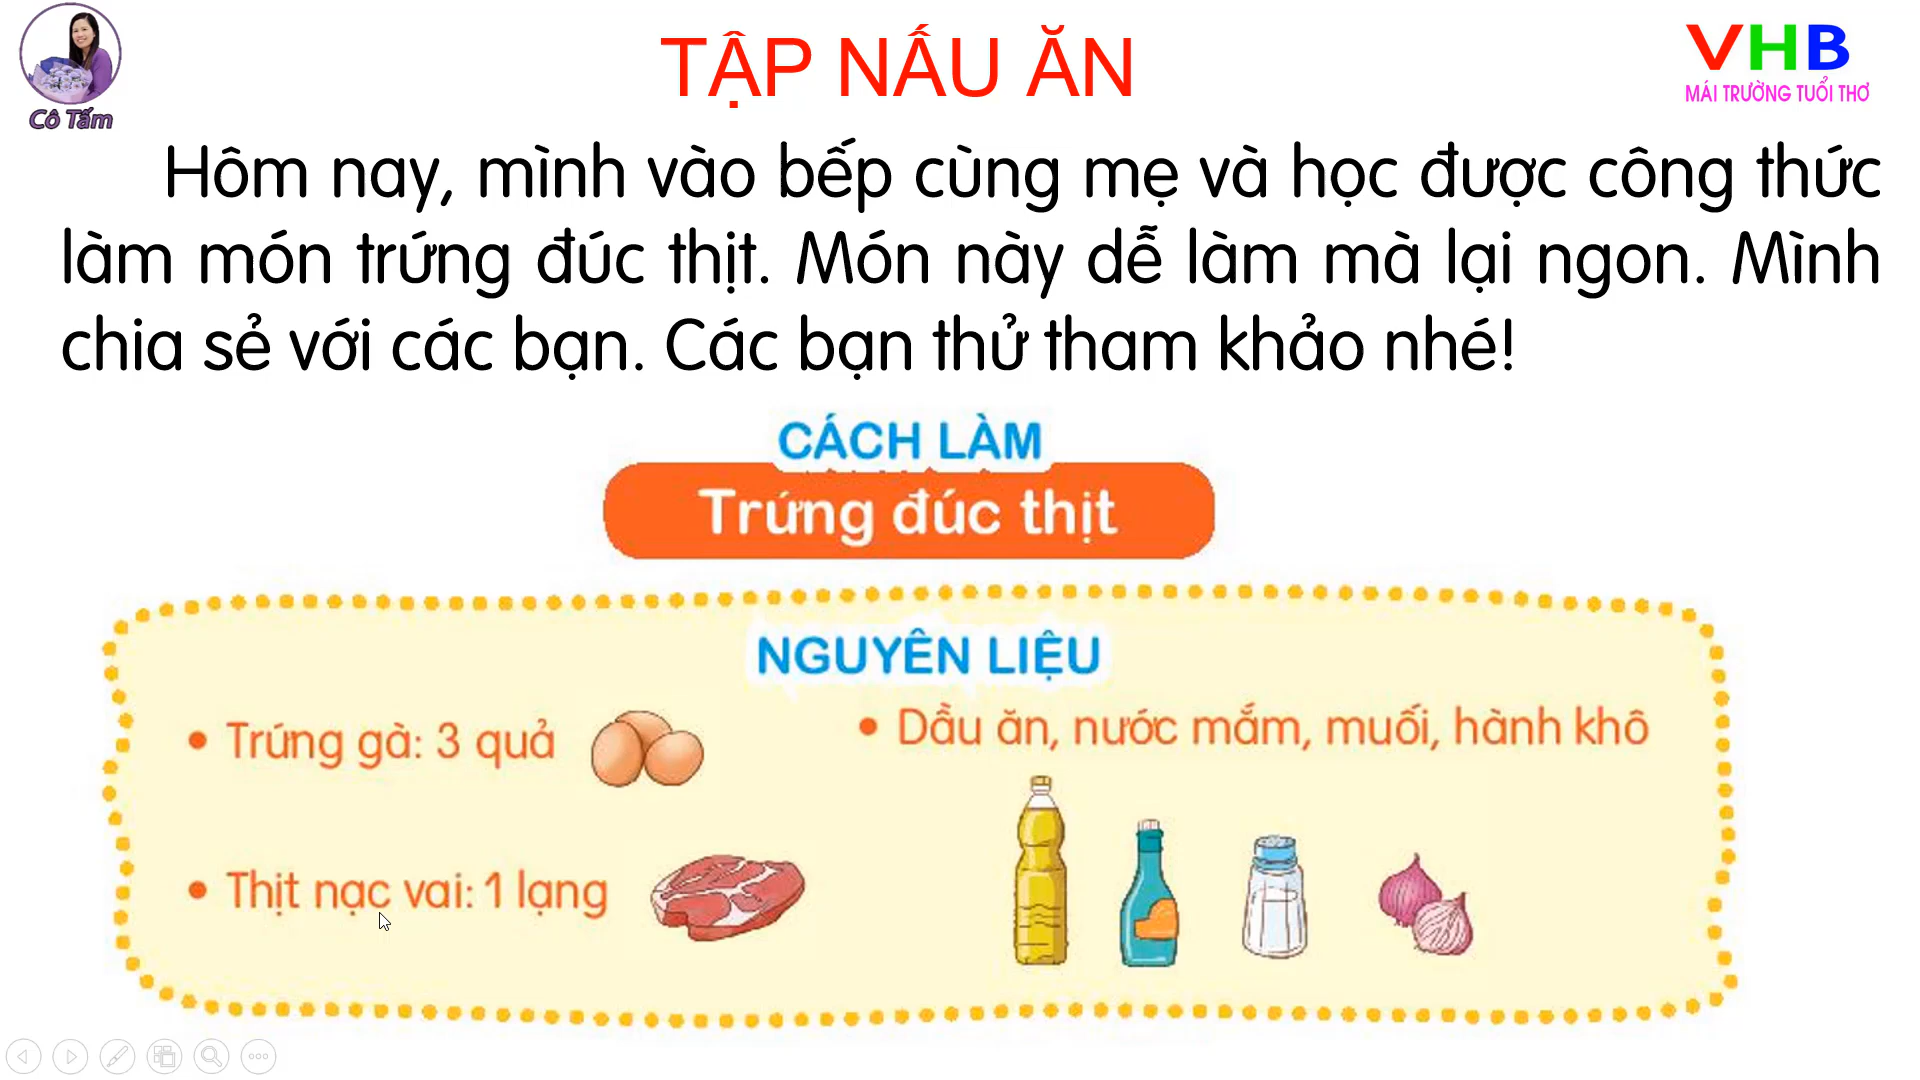 Cô Tấm
TẬP NẤU ĂN
VHB
MÁI TRƯỜNG TUỔI THƠ
Hôm nay, mình vào bếp cùng mẹ và học được công thức
làm món trứng đúc thịt. Món này dễ làm mà lại ngon. Mình
chia sẻ với các bạn. Các bạn thử tham khảo nhé!
CÁCH LÀM
Trứng đúc thịt
NGUYÊN LIỆU
• Trứng gà: 3 quả
• Thịt nạc vai: 1 lạng
• Dầu ăn, nước mắm, muối, hành khô